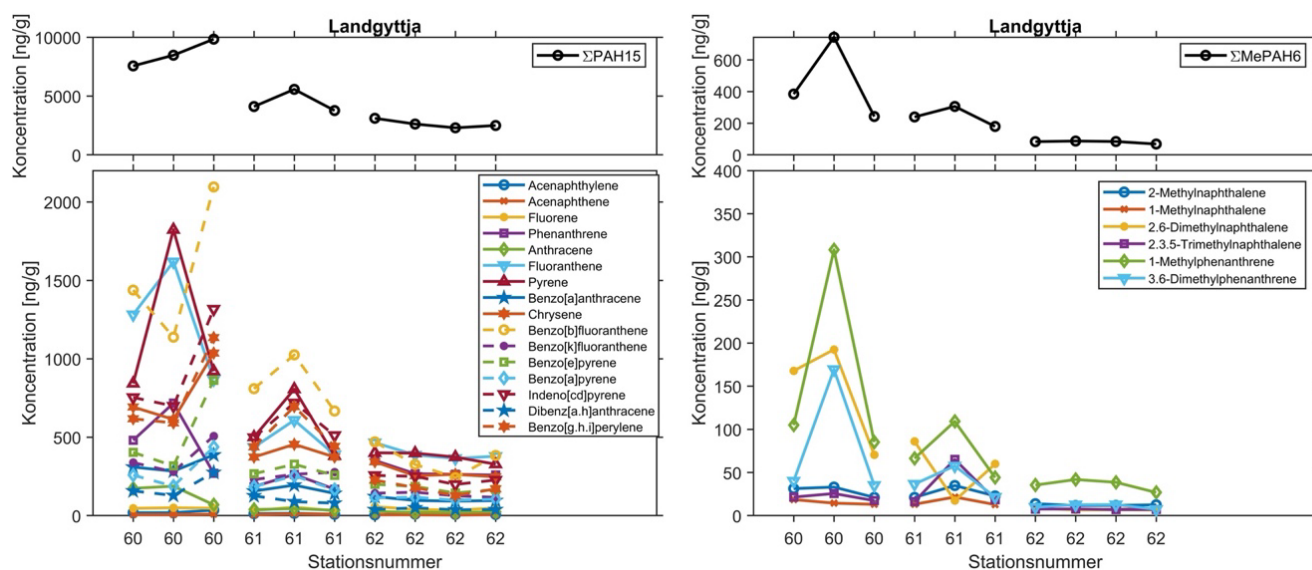 Landgyttja
Koncentration [ng/g]
10000
5000
0
ΣPAH15
Koncentration [ng/g]
2000
1500
1000
500
0
Acenaphthylene
Acenaphthene
Fluorene
Phenanthrene
Anthracene
Fluoranthene
Pyrene
Benzo[a]anthracene
Chrysene
Benzo[b]fluoranthene
Benzo[k]fluoranthene
Benzo[e]pyrene
Benzo[a]pyrene
Indeno[cd]pyrene
Dibenz[a.h]anthracene
Benzo[g.h.i]perylene
60 60 60 61 61 61 62 62 62 62
Stationsnummer
Landgyttja
Koncentration [ng/g]
600
400
200
0
ΣMePAH6
Koncentration [ng/g]
400
350
300
250
200
150
100
50
0
2-Methylnaphthalene
1-Methylnaphthalene
2.6-Dimethylnaphthalene
2.3.5-Trimethylnaphthalene
1-Methylphenanthrene
3.6-Dimethylphenanthrene
60 60 60 61 61 61 62 62 62 62
Stationsnummer